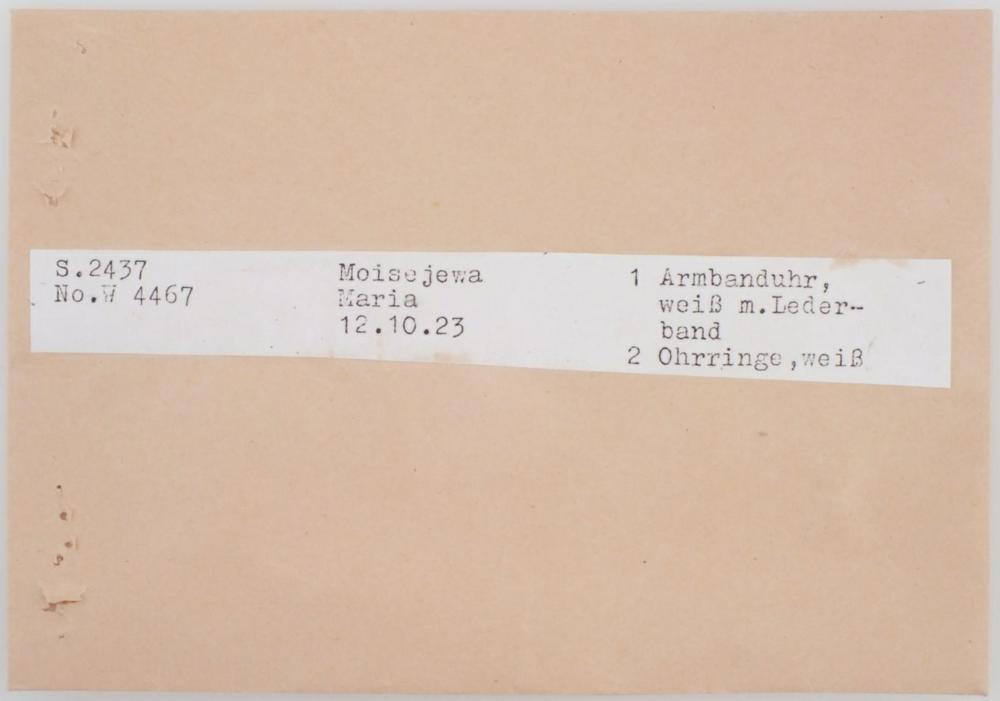 S.2437
No.W 4467
Moisejewa
Maria
12.10.23
1 Armbanduhr,
weiß m.Leder-
band
2 Ohrringe,weiß